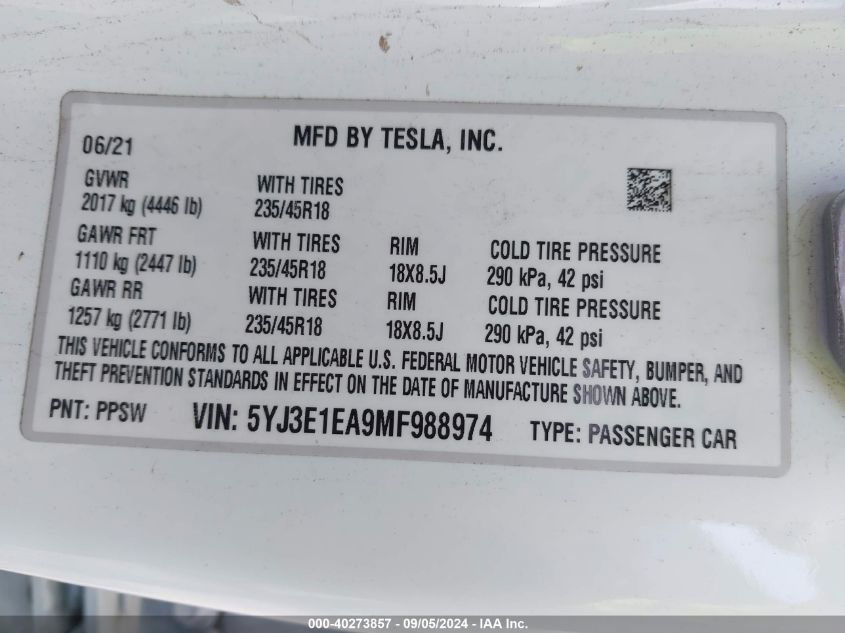 06/21
MFD BY TESLA, INC.
GVWR
2017 kg (4446 lb)
WITH TIRES
235/45R18
GAWR FRT
1110 kg (2447 lb)
WITH TIRES
235/45R18
RIM
18X8.5J
COLD TIRE PRESSURE
290 kPa, 42 psi
GAWR RR
1257 kg (2771 lb)
WITH TIRES
235/45R18
RIM
18X8.5J
COLD TIRE PRESSURE
290 kPa, 42 psi
THIS VEHICLE CONFORMS TO ALL APPLICABLE U.S. FEDERAL MOTOR VEHICLE SAFETY, BUMPER, AND
THEFT PREVENTION STANDARDS IN EFFECT ON THE DATE OF MANUFACTURE SHOWN ABOVE.
PNT: PPSW
VIN: 5YJ3E1EA9MF988974
TYPE: PASSENGER CAR
000-40273857 - 09/05/2024 - IAA Inc.